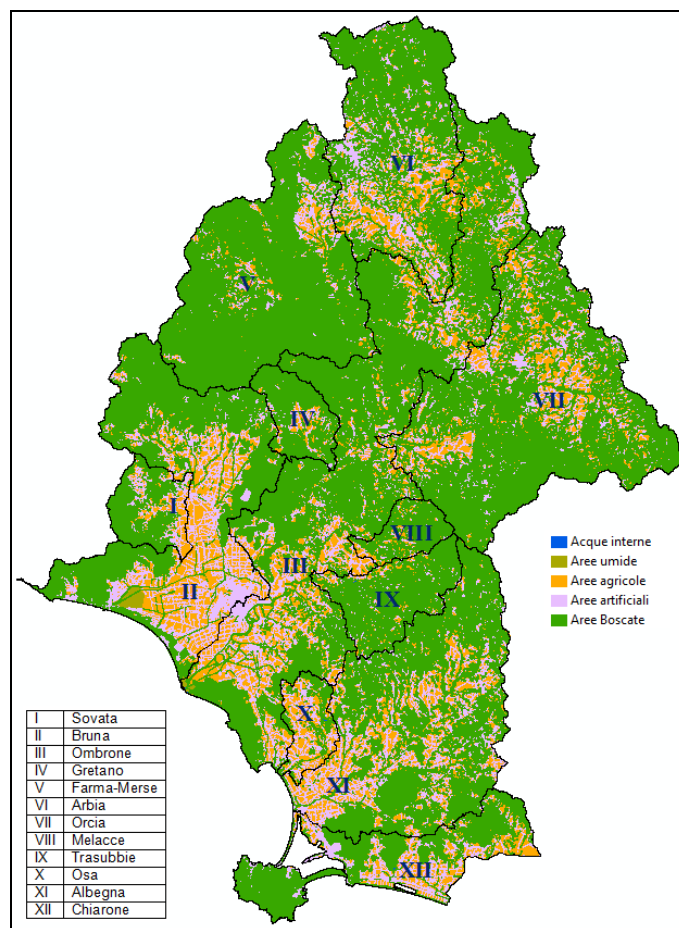 VI
V
VII
IV
I
VIII
III
II
IX
X
XI
XII
Acque interne
Aree umide
Aree agricole
Aree artificiali
Aree Boscate
I Sovata
II Bruna
III Ombrone
IV Gretano
V Farma-Merse
VI Arbia
VII Orcia
VIII Melacce
IX Trasubbie
X Osa
XI Albegna
XII Chiarone